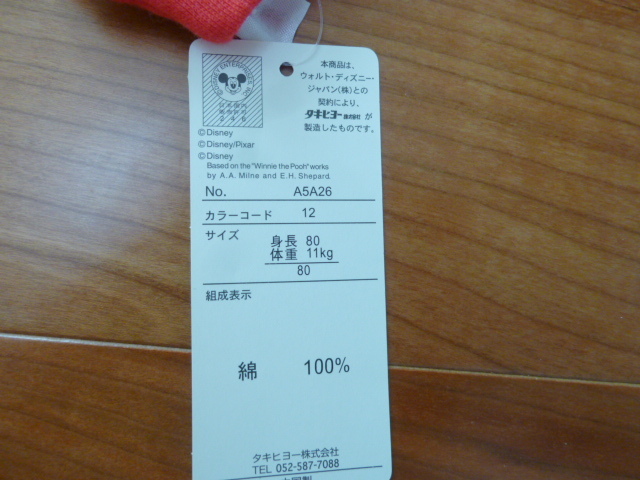 本商品は、
ウォルト・ディズニー・
ジャパン(株)との
契約により、
タキヒヨー株式会社が
製造したものです。
©Disney
©Disney/Pixar
©Disney
Based on the "Winnie the Pooh" works
by A.A. Milne and E.H. Shepard.
No. A5A26
カラーコード 12
サイズ
身長 80
体重 11kg
80
組成表示
綿 100%
タキヒヨー株式会社
TEL 052-587-7088